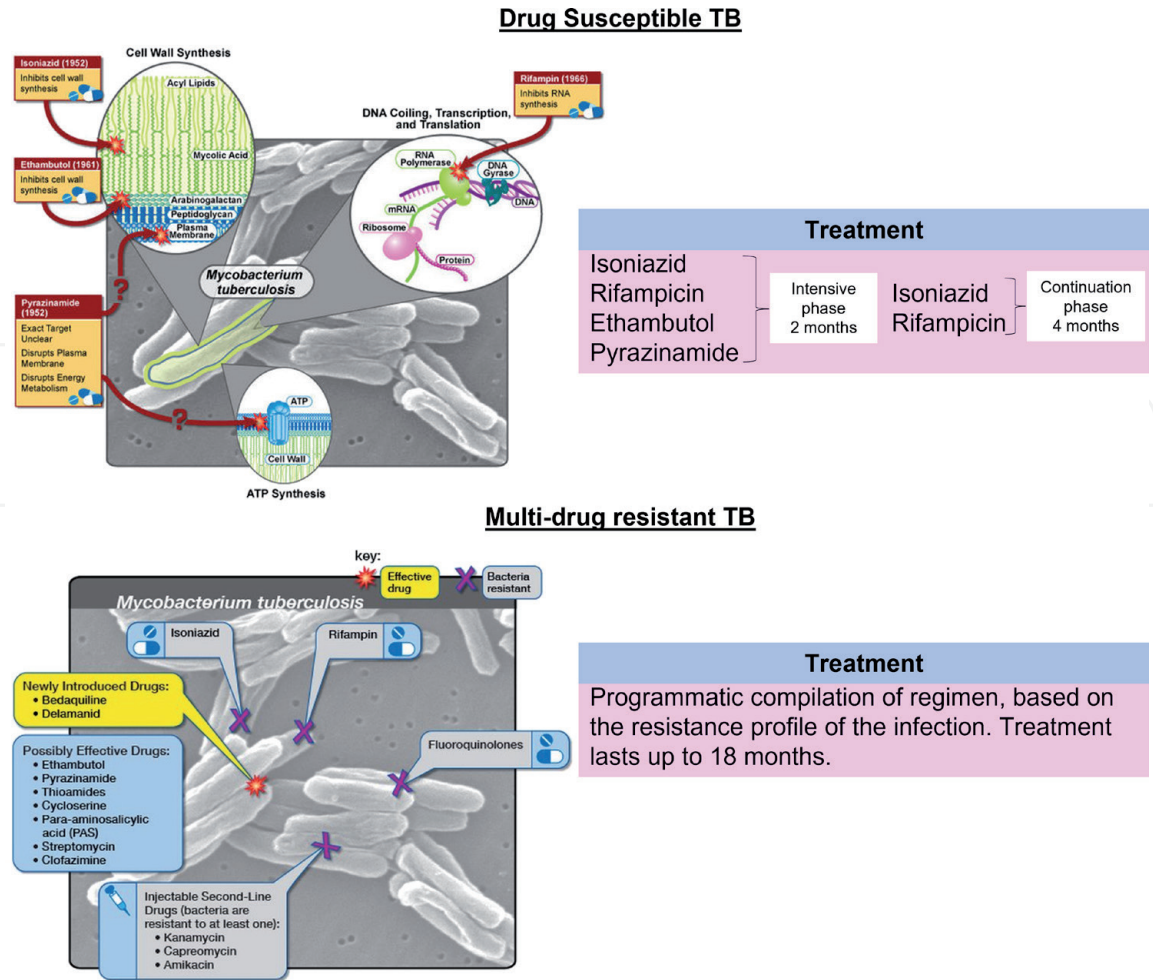 Drug Susceptible TB
Cell Wall Synthesis
Isoniazid (1952)
Inhibits cell wall
synthesis
Acyl Lipids
Mycolic Acid
Ethambutol (1961)
Inhibits cell wall
synthesis
Arabinogalactan
Peptidoglycan
Plasma
Membrane
Rifampin (1966)
Inhibits RNA
synthesis
DNA Coiling, Transcription,
and Translation
RNA
Polymerase
DNA
Gyrase
DNA
mRNA
Ribosome
Protein
Mycobacterium
tuberculosis
?
Pyrazinamide
(1952)
Exact Target
Unclear
Disrupts Plasma
Membrane
Disrupts Energy
Metabolism
?
ATP
Cell Wall
ATP Synthesis
Treatment
Isoniazid
Rifampicin
Ethambutol
Pyrazinamide
Intensive
phase
2 months
Isoniazid
Rifampicin
Continuation
phase
4 months
Multi-drug resistant TB
key:
Effective
drug
Bacteria
resistant
Mycobacterium tuberculosis
Isoniazid
Rifampin
Newly Introduced Drugs:
• Bedaquiline
• Delamanid
Fluoroquinolones
Possibly Effective Drugs:
• Ethambutol
• Pyrazinamide
• Thioamides
• Cycloserine
• Para-aminosalicylic
acid (PAS)
• Streptomycin
• Clofazimine
Injectable Second-Line
Drugs (bacteria are
resistant to at least one):
• Kanamycin
• Capreomycin
• Amikacin
Treatment
Programmatic compilation of regimen, based on
the resistance profile of the infection. Treatment
lasts up to 18 months.